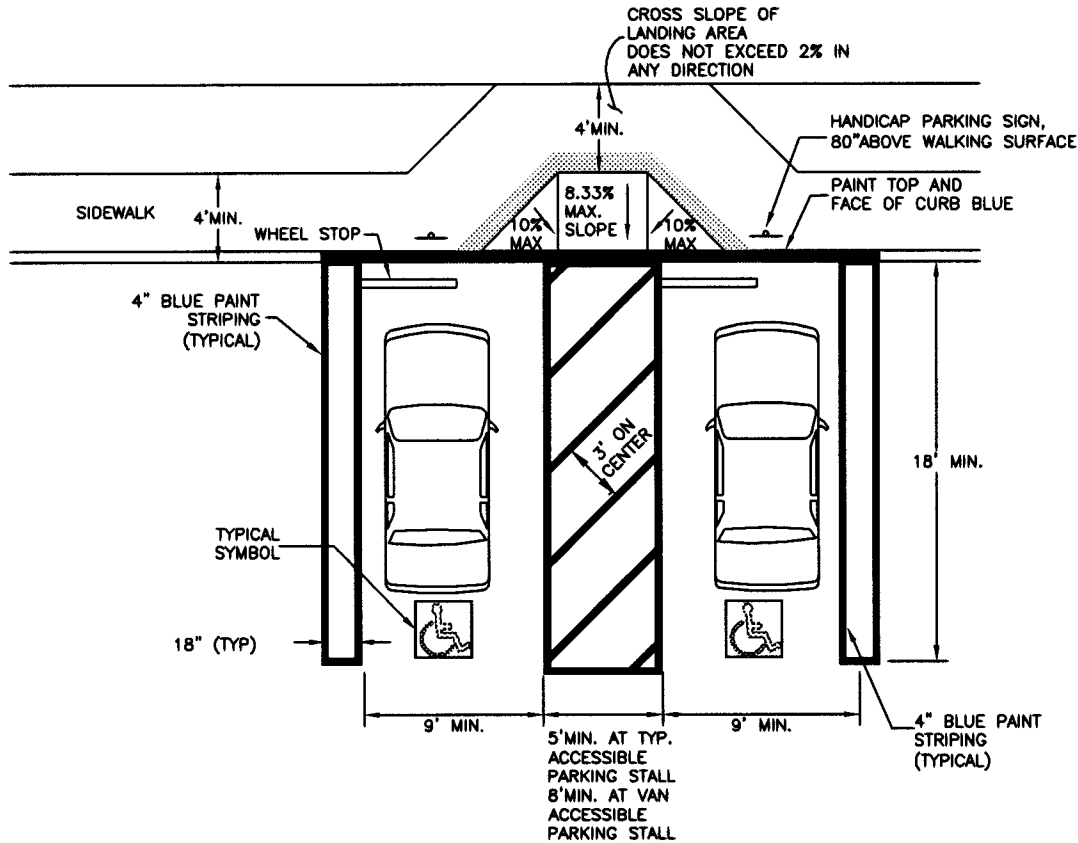 CROSS SLOPE OF
LANDING AREA
DOES NOT EXCEED 2% IN
ANY DIRECTION
4'MIN.
HANDICAP PARKING SIGN,
80"ABOVE WALKING SURFACE
PAINT TOP AND
FACE OF CURB BLUE
SIDEWALK
4'MIN.
8.33%
MAX.
SLOPE
10%
MAX
10%
MAX
WHEEL STOP
4" BLUE PAINT
STRIPING
(TYPICAL)
3' ON
CENTER
18' MIN.
TYPICAL
SYMBOL
18" (TYP)
9' MIN.
9' MIN.
5'MIN. AT TYP.
ACCESSIBLE
PARKING STALL
8'MIN. AT VAN
ACCESSIBLE
PARKING STALL
4" BLUE PAINT
STRIPING
(TYPICAL)